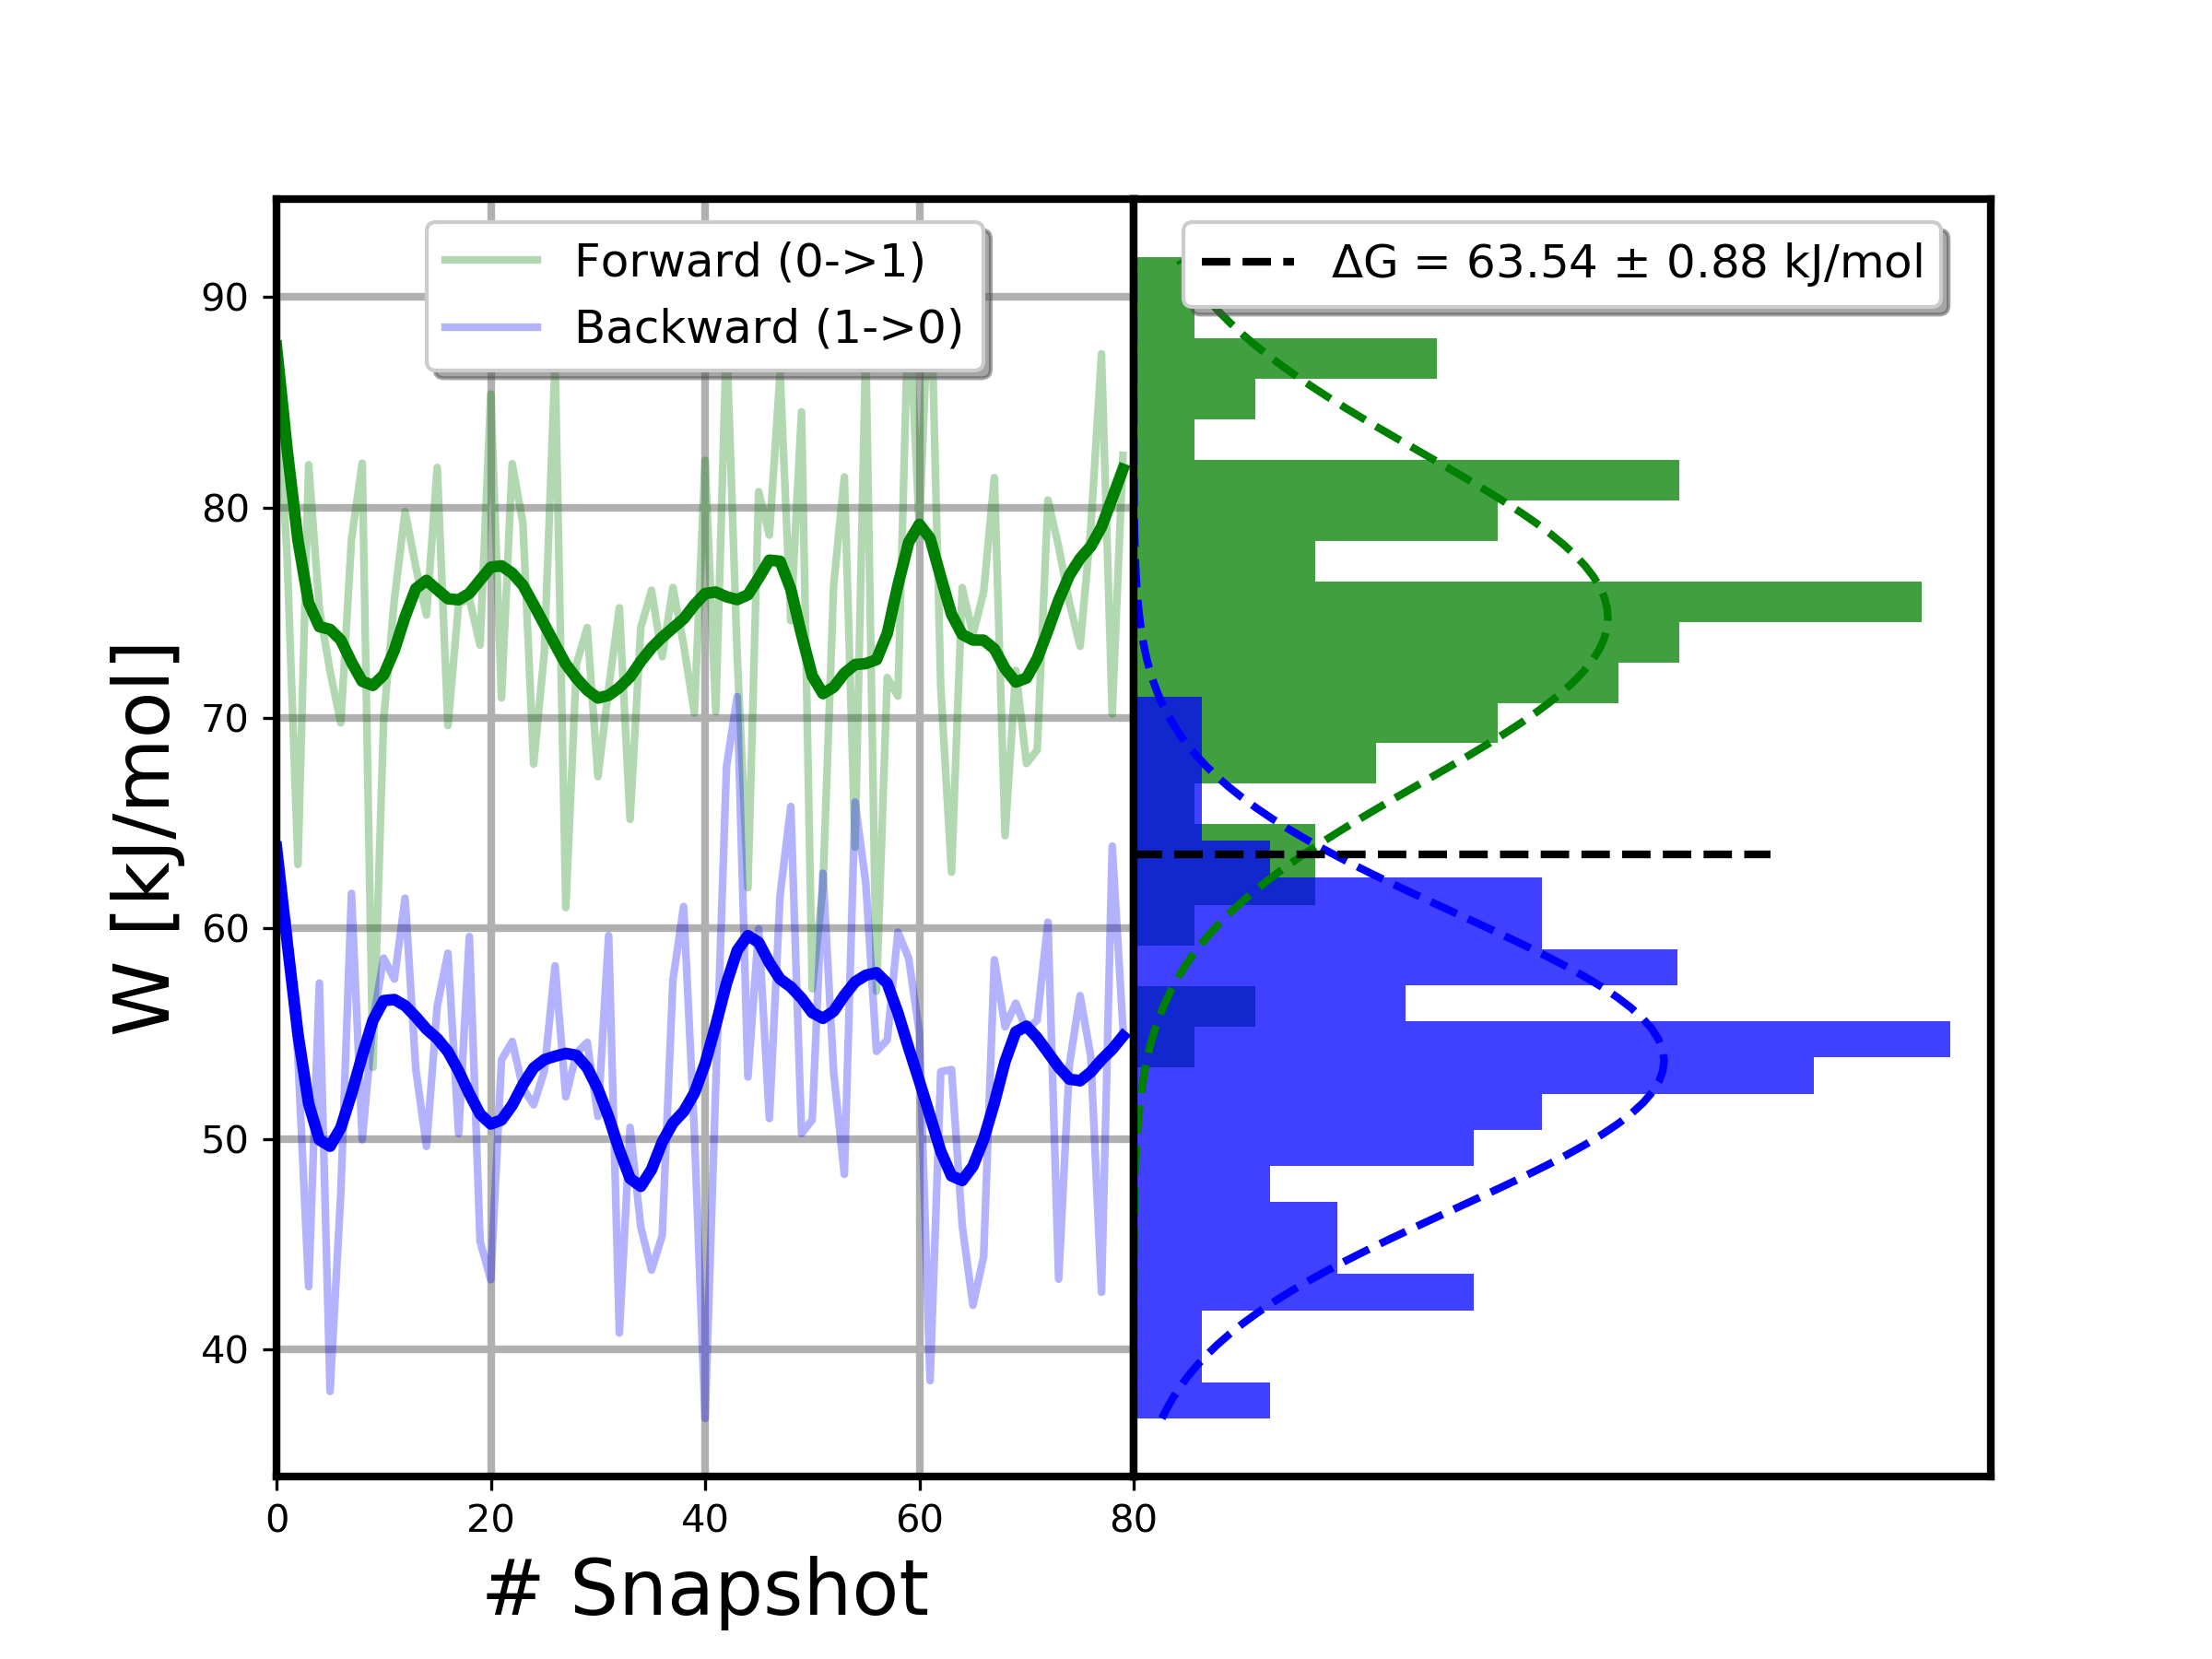 Forward (0->1)
Backward (1->0)
ΔG = 63.54 ± 0.88 kJ/mol
W [kJ/mol]
90
80
70
60
50
40
0 20 40 60 80
# Snapshot